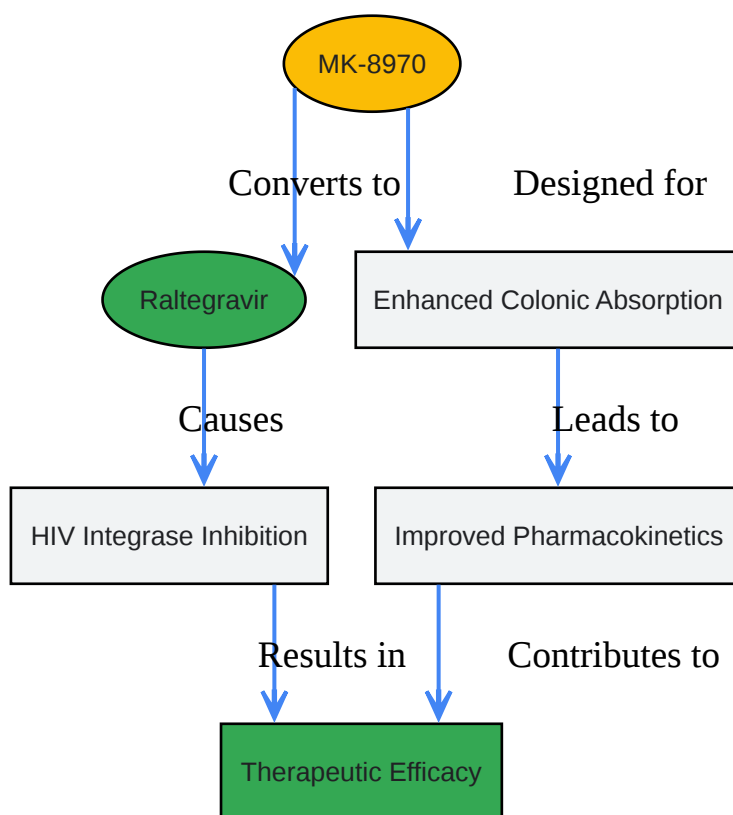 MK-8970
Converts to
Designed for
Raltegravir
Enhanced Colonic Absorption
Causes
Leads to
HIV Integrase Inhibition
Improved Pharmacokinetics
Results in
Contributes to
Therapeutic Efficacy